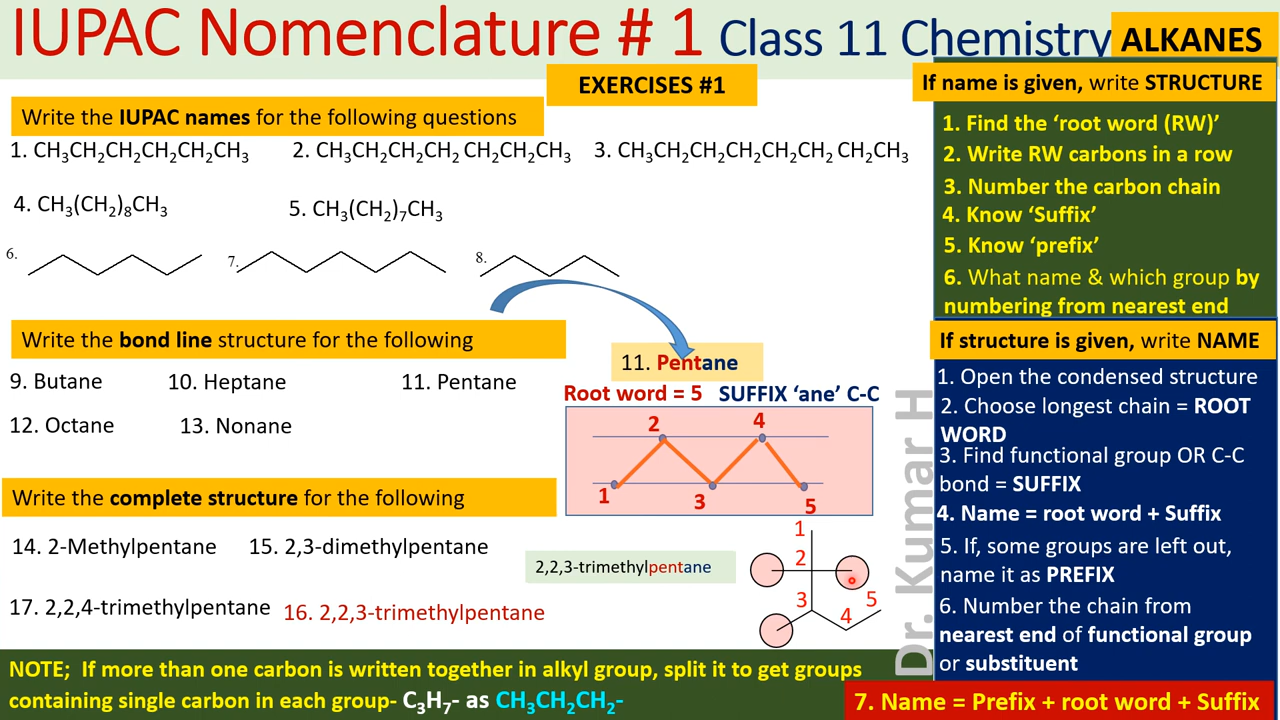 IUPAC Nomenclature # 1 Class 11 Chemistry ALKANES
EXERCISES #1
Write the IUPAC names for the following questions
1. CH₃CH₂CH₂CH₂CH₂CH₃ 2. CH₃CH₂CH₂CH₂ CH₂CH₂CH₃ 3. CH₃CH₂CH₂CH₂CH₂CH₂ CH₂CH₃
4. CH₃(CH₂)₈CH₃ 5. CH₃(CH₂)₇CH₃
6. 7. 8.
Write the bond line structure for the following
9. Butane 10. Heptane 11. Pentane
12. Octane 13. Nonane
11. Pentane
Root word = 5 SUFFIX ‘ane’ C-C
2 4
1 3 5
Write the complete structure for the following
14. 2-Methylpentane 15. 2,3-dimethylpentane
17. 2,2,4-trimethylpentane 16. 2,2,3-trimethylpentane
2,2,3-trimethylpentane
1
2
3 4 5
NOTE; If more than one carbon is written together in alkyl group, split it to get groups
containing single carbon in each group- C₃H₇- as CH₃CH₂CH₂-
If name is given, write STRUCTURE
1. Find the ‘root word (RW)’
2. Write RW carbons in a row
3. Number the carbon chain
4. Know ‘Suffix’
5. Know ‘prefix’
6. What name & which group by
numbering from nearest end
If structure is given, write NAME
1. Open the condensed structure
2. Choose longest chain = ROOT
WORD
3. Find functional group OR C-C
bond = SUFFIX
4. Name = root word + Suffix
5. If, some groups are left out,
name it as PREFIX
6. Number the chain from
nearest end of functional group
or substituent
7. Name = Prefix + root word + Suffix
Dr. Kumar H